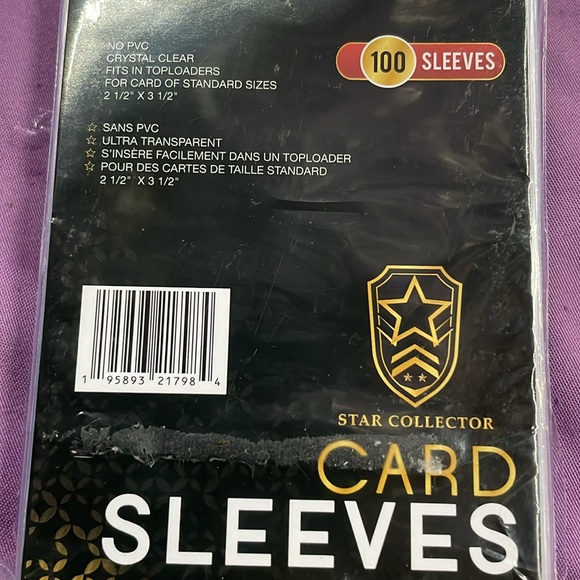 NO PVC
CRYSTAL CLEAR
FITS IN TOPLOADERS
FOR CARD OF STANDARD SIZES
2 1/2" X 3 1/2"
100 SLEEVES
SANS PVC
ULTRA TRANSPARENT
S'INSÈRE FACILEMENT DANS UN TOPLOADER
POUR DES CARTES DE TAILLE STANDARD
2 1/2" X 3 1/2"
1 95893 21798 4
STAR COLLECTOR
CARD
SLEEVES